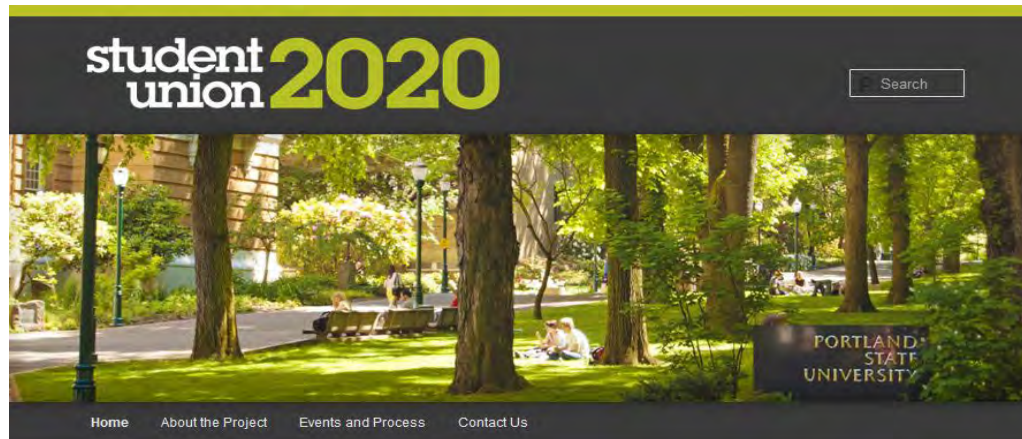 student
union 2020
Search
PORTLAND
STATE
UNIVERSITY
Home About the Project Events and Process Contact Us